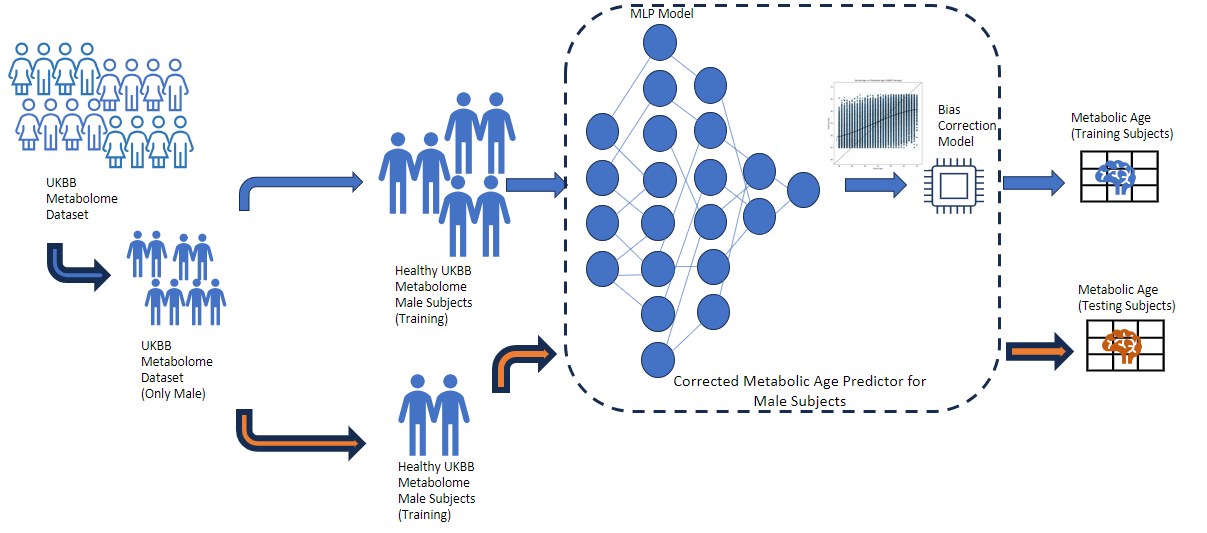 MLP Model
UKBB
Metabolome
Dataset
UKBB
Metabolome
Dataset
(Only Male)
Healthy UKBB
Metabolome
Male Subjects
(Training)
Healthy UKBB
Metabolome
Male Subjects
(Training)
Bias
Correction
Model
Corrected Metabolic Age Predictor for
Male Subjects
Metabolic Age
(Training Subjects)
Metabolic Age
(Testing Subjects)